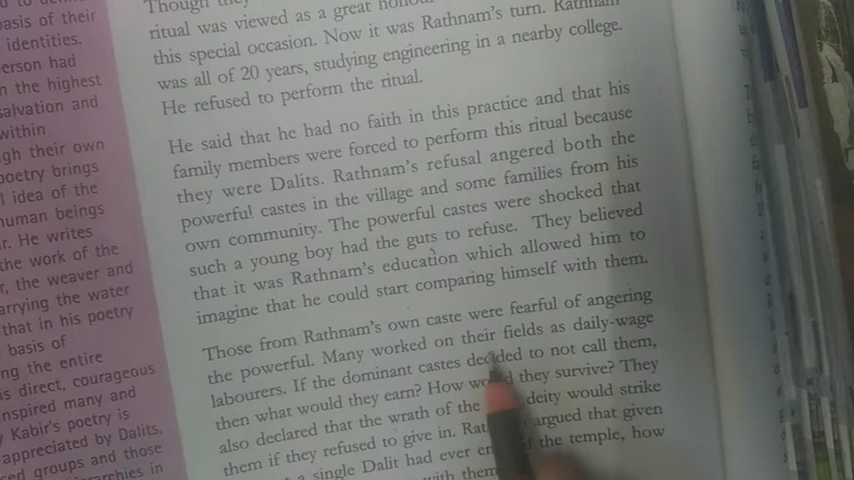 asis of their
identities.
erson had
n the highest
salvation and
within
gh their own
poetry brings
l idea of the
human beings
r. He writes
the work of the
r, the weaver and
arrying the water
that in his poetry
basis of
ng the entire
is direct, courageous
nspired many and
Kabir's poetry is
appreciated by Dalits,
sed groups and those
rarchies in
Though they
ritual was viewed as a great honour
this special occasion. Now it was Rathnam's turn. Rathnam
was all of 20 years, studying engineering in a nearby college.
He refused to perform the ritual.
He said that he had no faith in this practice and that his
family members were forced to perform this ritual because
they were Dalits. Rathnam's refusal angered both the
powerful castes in the village and some families from his
own community. The powerful castes were shocked that
such a young boy had the guts to refuse. They believed
that it was Rathnam's education which allowed him to
imagine that he could start comparing himself with them.
Those from Rathnam's own caste were fearful of angering
the powerful. Many worked on their fields as daily-wage
labourers. If the dominant castes decided to not call them,
then what would they earn? How would they survive? They
also declared that the wrath of the deity would strike
them if they refused to give in. argued that given
a single Dalit had ever the temple, how
with them